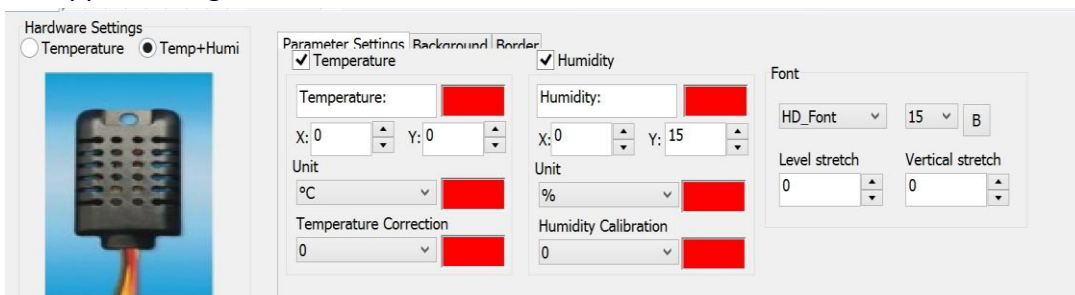 Hardware Settings
Temperature Temp+Humi
Parameter Settings Background Border
Temperature
Temperature:
X: 0 Y: 0
Unit
°C
Temperature Correction
0
Humidity
Humidity:
X: 0 Y: 15
Unit
%
Humidity Calibration
0
Font
HD_Font 15 B
Level stretch Vertical stretch
0 0